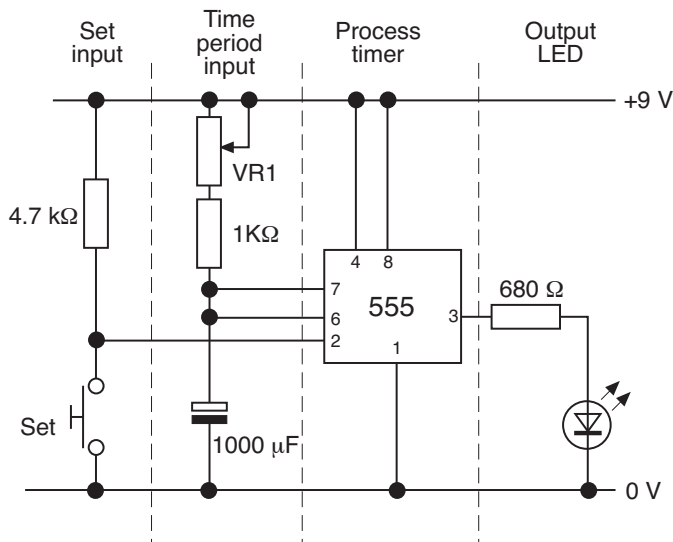 Set
input
Time
period
input
Process
timer
Output
LED
+9 V
VR1
4.7 kΩ
1KΩ
4 8
680 Ω
7
555
3
6
2
1
Set
1000 μF
0 V